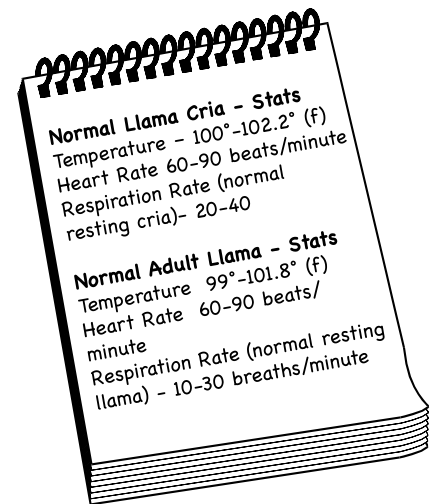 Normal Llama Cria - Stats
Temperature - 100°-102.2° (f)
Heart Rate 60-90 beats/minute
Respiration Rate (normal
resting cria)- 20-40
Normal Adult Llama - Stats
Temperature 99°-101.8° (f)
Heart Rate 60-90 beats/
minute
Respiration Rate (normal resting
llama) - 10-30 breaths/minute